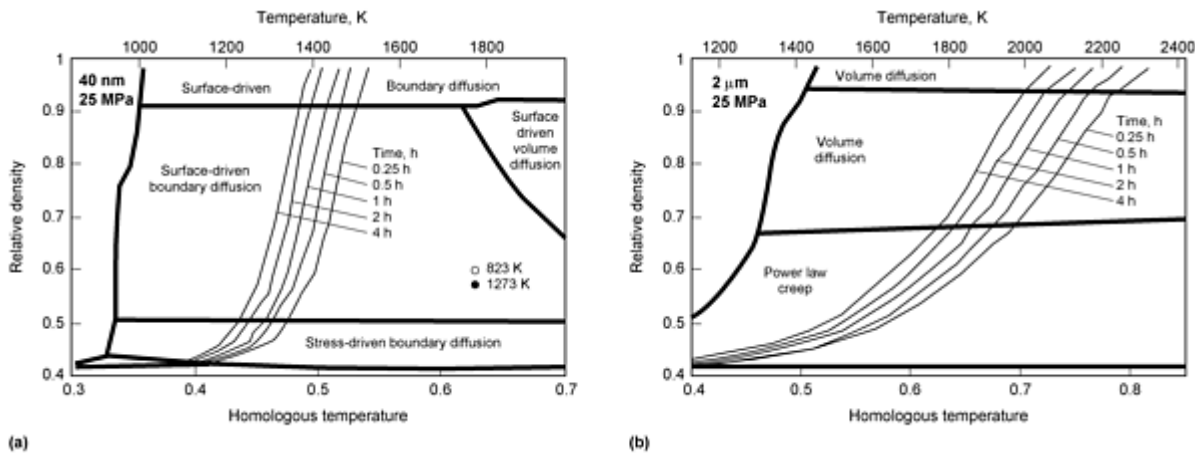 Temperature, K
1000 1200 1400 1600 1800
1
0.9
0.8
0.7
0.6
0.5
0.4
Relative density
40 nm
25 MPa
Surface-driven
Boundary diffusion
Surface
driven
volume
diffusion
Surface-driven
boundary diffusion
Time, h
0.25 h
0.5 h
1 h
2 h
4 h
823 K
1273 K
Stress-driven boundary diffusion
0.3 0.4 0.5 0.6 0.7
Homologous temperature
(a)
Temperature, K
1200 1400 1600 1800 2000 2200 2400
1
0.9
0.8
0.7
0.6
0.5
0.4
Relative density
2 μm
25 MPa
Volume diffusion
Volume
diffusion
Time, h
0.25 h
0.5 h
1 h
2 h
4 h
Power law
creep
0.4 0.5 0.6 0.7 0.8
Homologous temperature
(b)